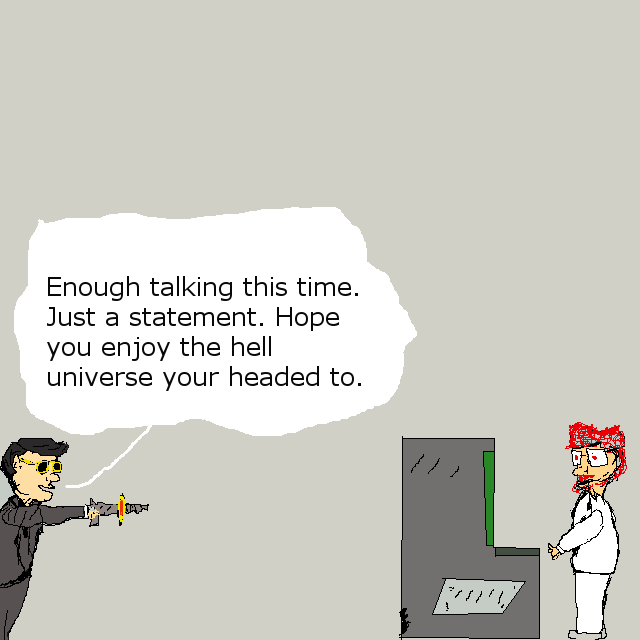 Enough talking this time.
Just a statement. Hope
you enjoy the hell
universe your headed to.